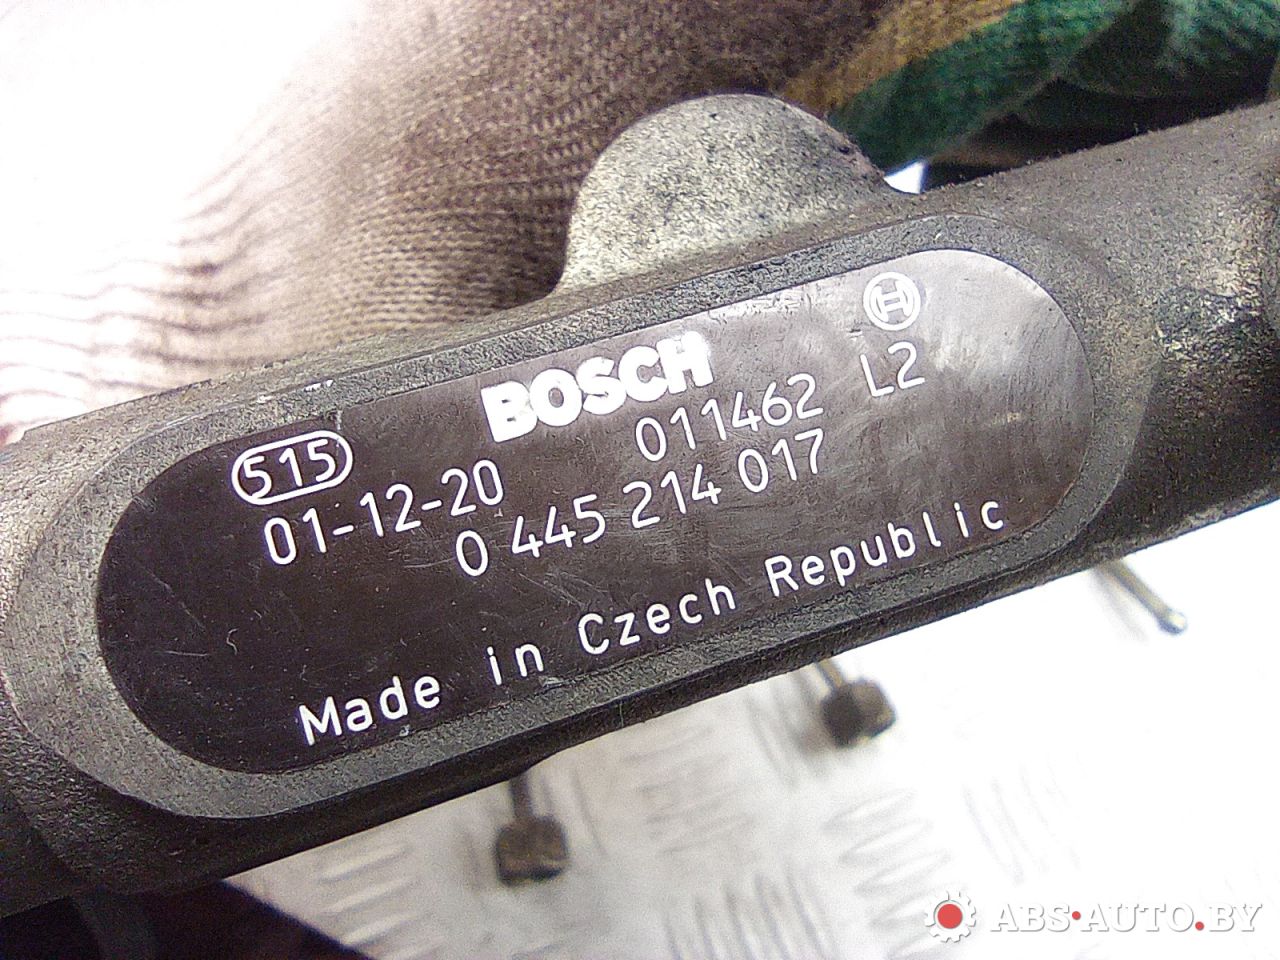 BOSCH
515
01-12-20 011462 L2
0 445 214 017
Made in Czech Republic
ABS-AUTO.BY